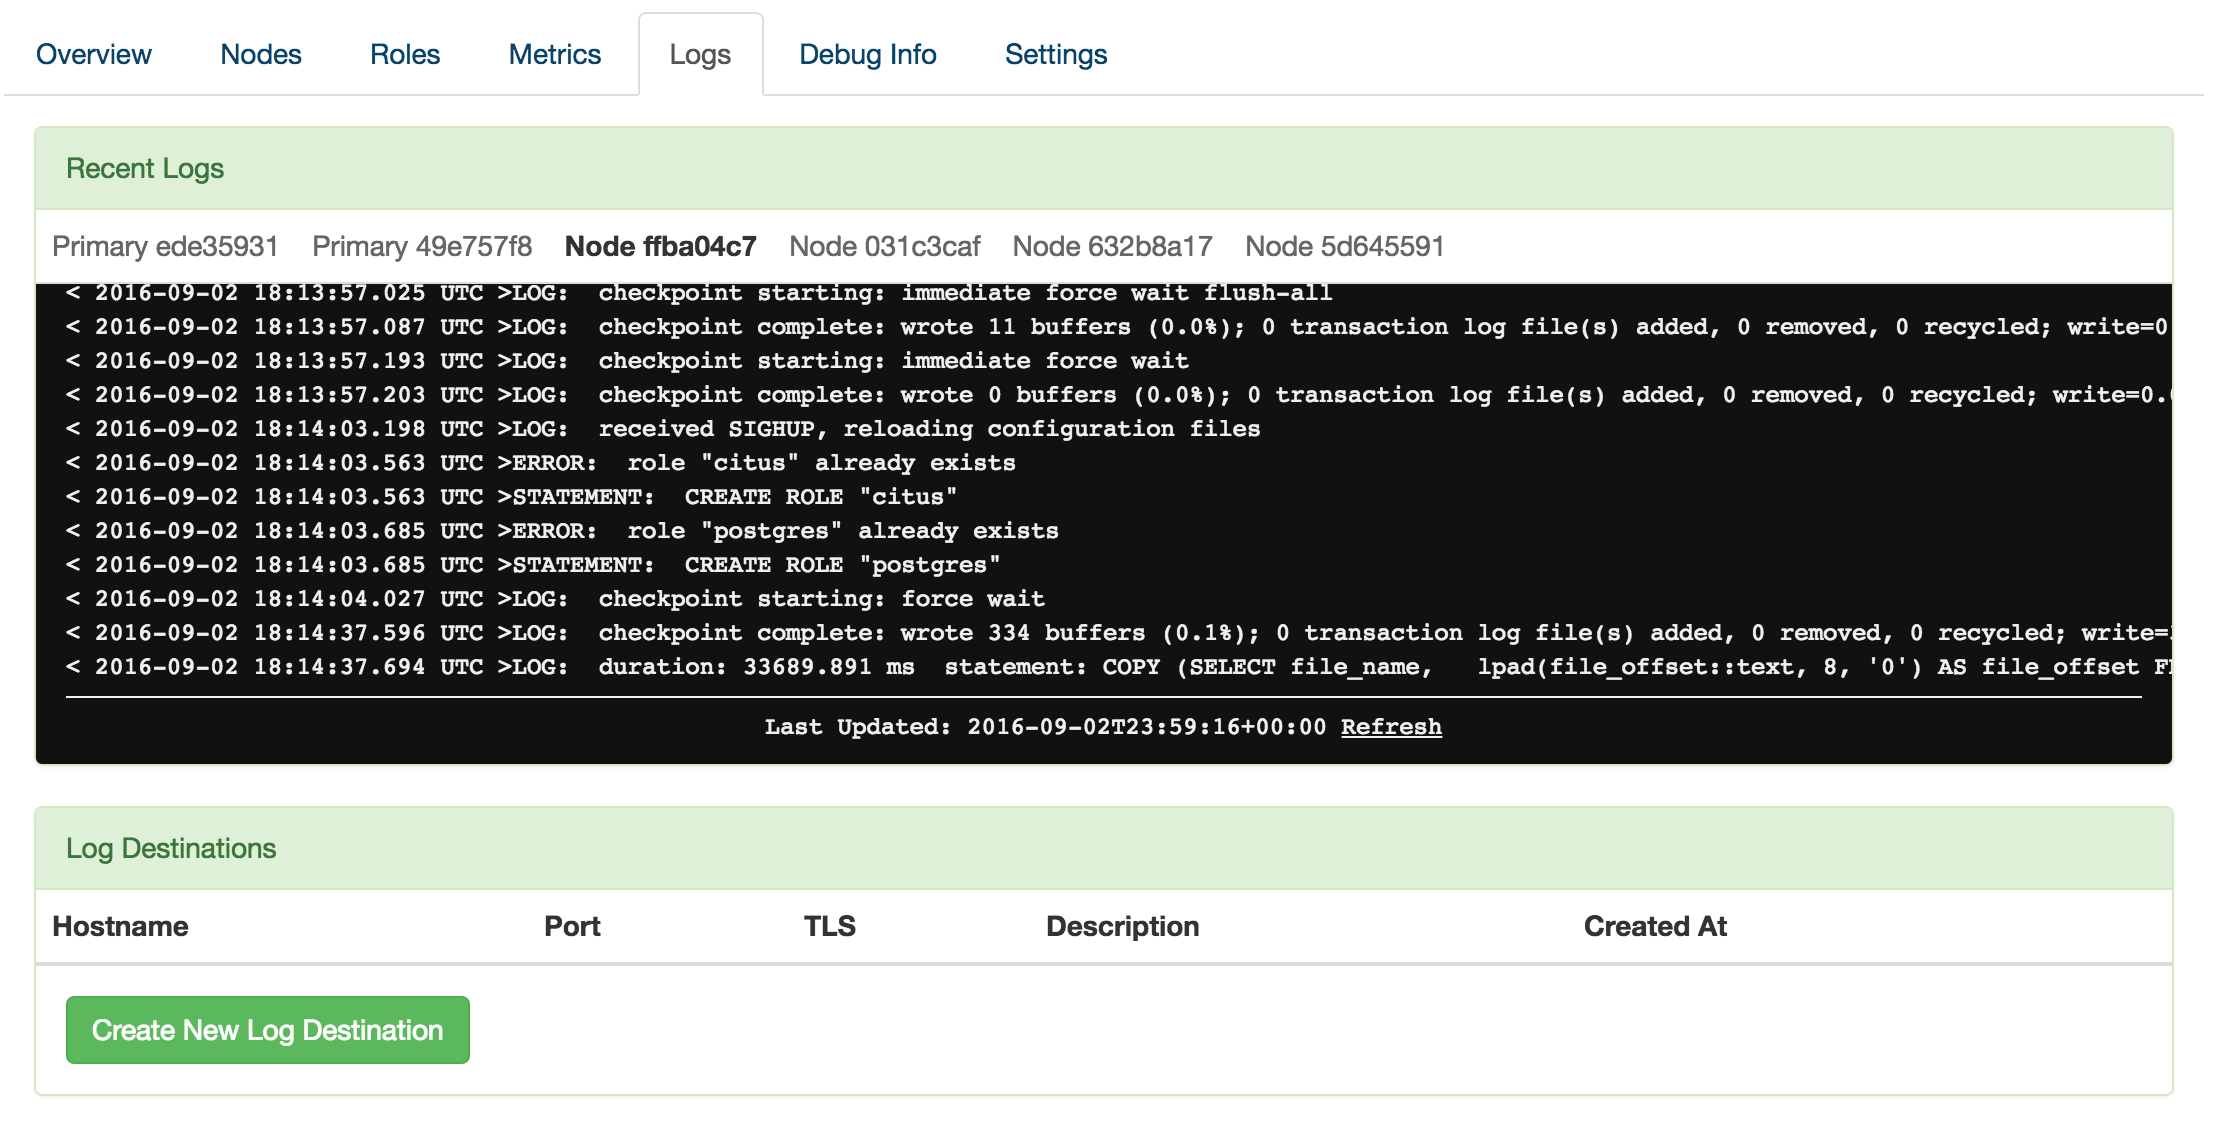 Overview Nodes Roles Metrics Logs Debug Info Settings
Recent Logs
Primary ede35931 Primary 49e757f8 Node ffba04c7 Node 031c3caf Node 632b8a17 Node 5d645591
< 2016-09-02 18:13:57.025 UTC >LOG:  checkpoint starting: immediate force wait flush-all
< 2016-09-02 18:13:57.087 UTC >LOG:  checkpoint complete: wrote 11 buffers (0.0%); 0 transaction log file(s) added, 0 removed, 0 recycled; write=0
< 2016-09-02 18:13:57.193 UTC >LOG:  checkpoint starting: immediate force wait
< 2016-09-02 18:13:57.203 UTC >LOG:  checkpoint complete: wrote 0 buffers (0.0%); 0 transaction log file(s) added, 0 removed, 0 recycled; write=0.
< 2016-09-02 18:14:03.198 UTC >LOG:  received SIGHUP, reloading configuration files
< 2016-09-02 18:14:03.563 UTC >ERROR:  role "citus" already exists
< 2016-09-02 18:14:03.563 UTC >STATEMENT:  CREATE ROLE "citus"
< 2016-09-02 18:14:03.685 UTC >ERROR:  role "postgres" already exists
< 2016-09-02 18:14:03.685 UTC >STATEMENT:  CREATE ROLE "postgres"
< 2016-09-02 18:14:04.027 UTC >LOG:  checkpoint starting: force wait
< 2016-09-02 18:14:37.596 UTC >LOG:  checkpoint complete: wrote 334 buffers (0.1%); 0 transaction log file(s) added, 0 removed, 0 recycled; write=
< 2016-09-02 18:14:37.694 UTC >LOG:  duration: 33689.891 ms  statement: COPY (SELECT file_name,   lpad(file_offset::text, 8, '0') AS file_offset
Last Updated: 2016-09-02T23:59:16+00:00 Refresh
Log Destinations
Hostname Port TLS Description Created At
Create New Log Destination